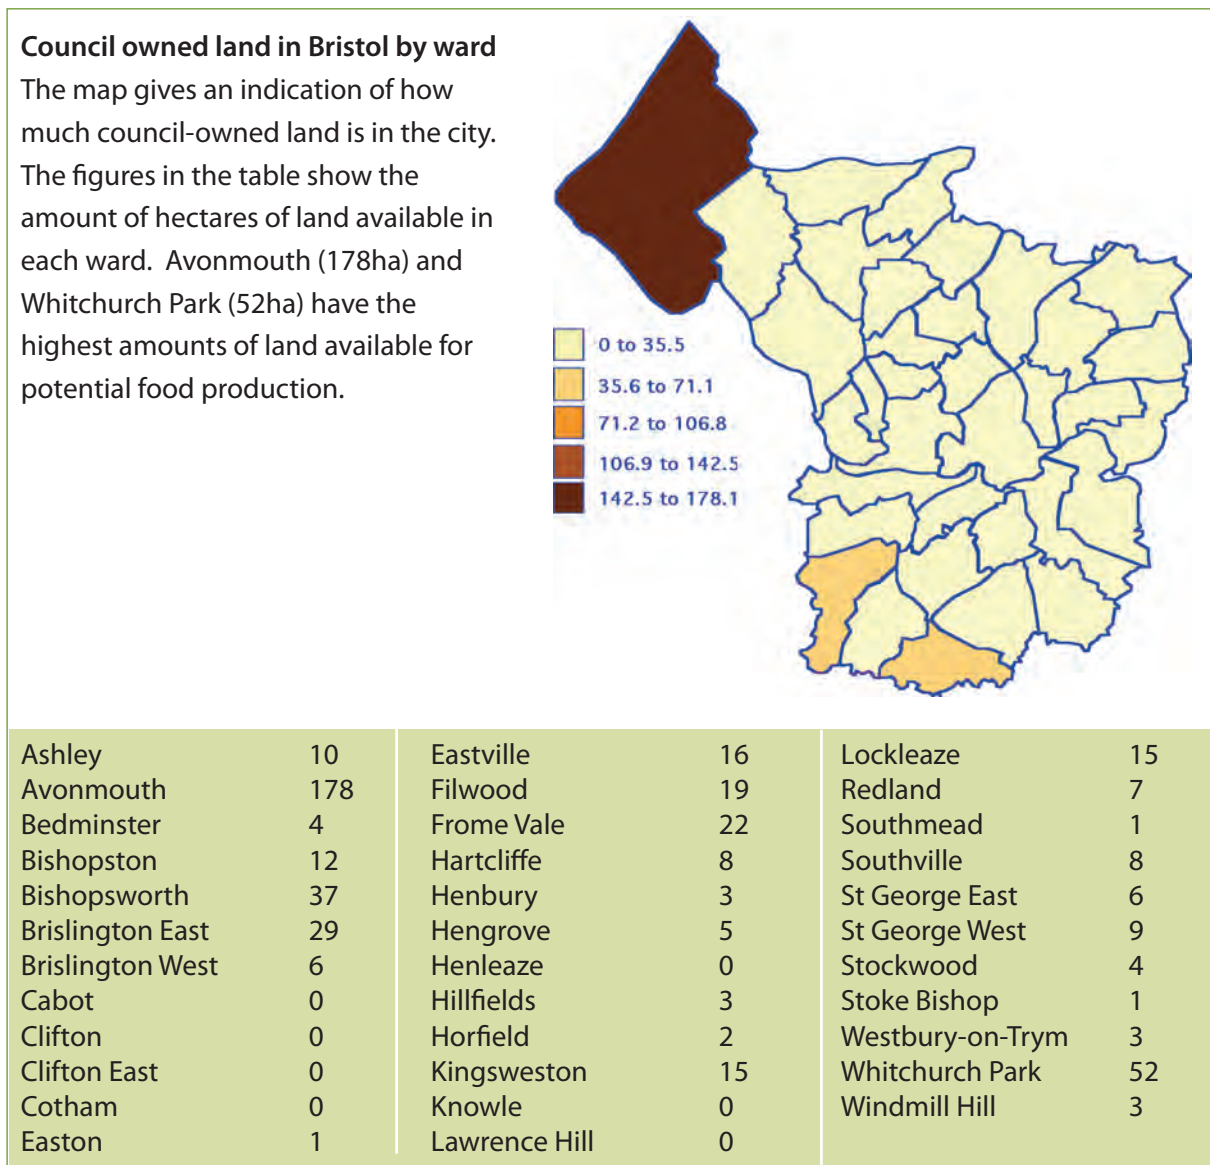 Council owned land in Bristol by ward
The map gives an indication of how
much council-owned land is in the city.
The figures in the table show the
amount of hectares of land available in
each ward. Avonmouth (178ha) and
Whitchurch Park (52ha) have the
highest amounts of land available for
potential food production.
0 to 35.5
35.6 to 71.1
71.2 to 106.8
106.9 to 142.5
142.5 to 178.1
Ashley 10
Avonmouth 178
Bedminster 4
Bishopston 12
Bishopsworth 37
Brislington East 29
Brislington West 6
Cabot 0
Clifton 0
Clifton East 0
Cotham 0
Easton 1
Eastville 16
Filwood 19
Frome Vale 22
Hartcliffe 8
Henbury 3
Hengrove 5
Henleaze 0
Hillfields 3
Horfield 2
Kingsweston 15
Knowle 0
Lawrence Hill 0
Lockleaze 15
Redland 7
Southmead 1
Southville 8
St George East 6
St George West 9
Stockwood 4
Stoke Bishop 1
Westbury-on-Trym 3
Whitchurch Park 52
Windmill Hill 3